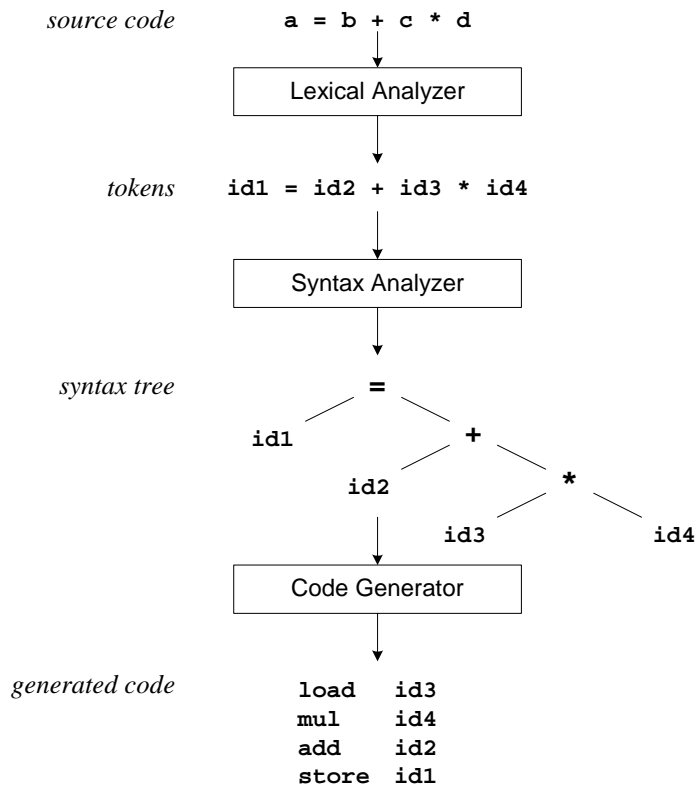 source code a = b + c * d
Lexical Analyzer
tokens id1 = id2 + id3 * id4
Syntax Analyzer
syntax tree =
id1 +
id2 *
id3 id4
Code Generator
generated code load id3
mul id4
add id2
store id1